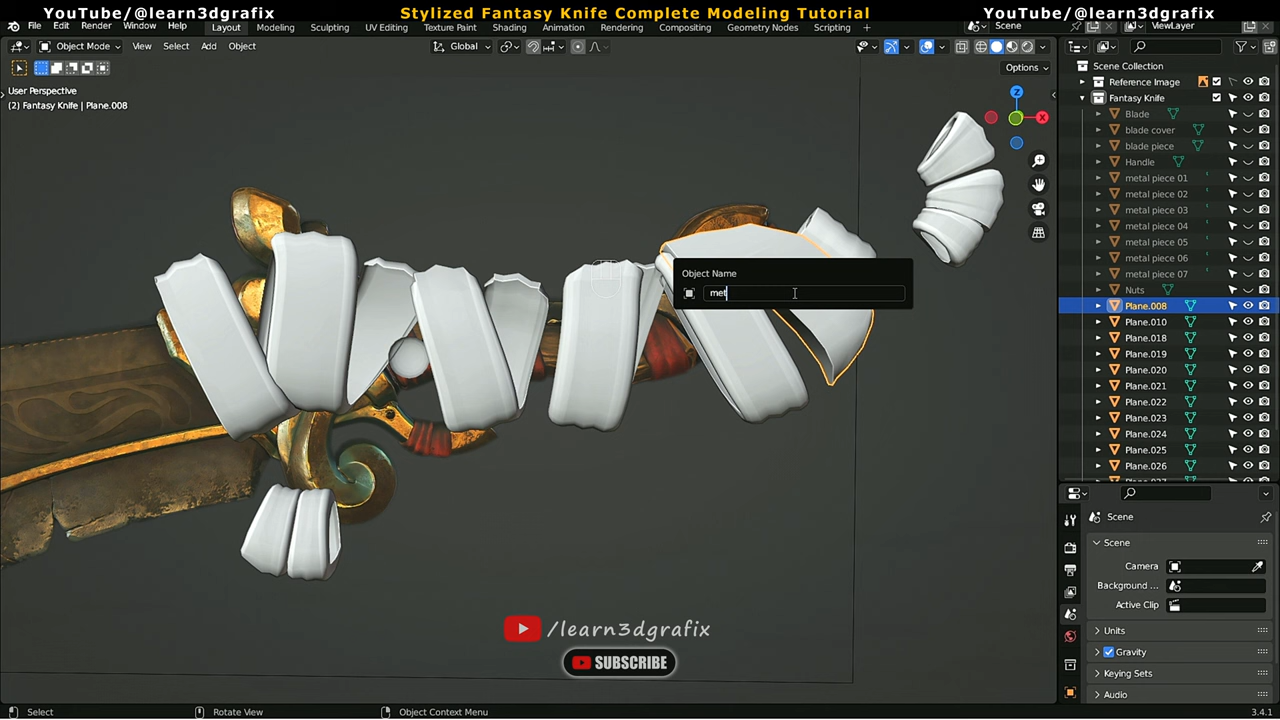 YouTube/@learn3dgrafix
Stylized Fantasy Knife Complete Modeling Tutorial
YouTube/@learn3dgrafix
File Edit Render Window Help
Layout Modeling Sculpting UV Editing Texture Paint Shading Animation Rendering Compositing Geometry Nodes Scripting
Scene
ViewLayer
Object Mode View Select Add Object
Global
Options
User Perspective
(2) Fantasy Knife | Plane.008
Z
X
Scene Collection
Reference Image
Fantasy Knife
Blade
blade cover
blade piece
Handle
metal piece 01
metal piece 02
metal piece 03
metal piece 04
metal piece 05
metal piece 06
metal piece 07
Nuts
Plane.008
Plane.010
Plane.018
Plane.019
Plane.020
Plane.021
Plane.022
Plane.023
Plane.024
Plane.025
Plane.026
Object Name
met
Scene
Scene
Camera
Background ...
Active Clip
Units
Gravity
Keying Sets
Audio
/learn3dgrafix
SUBSCRIBE
Select
Rotate View
Object Context Menu
3.4.1